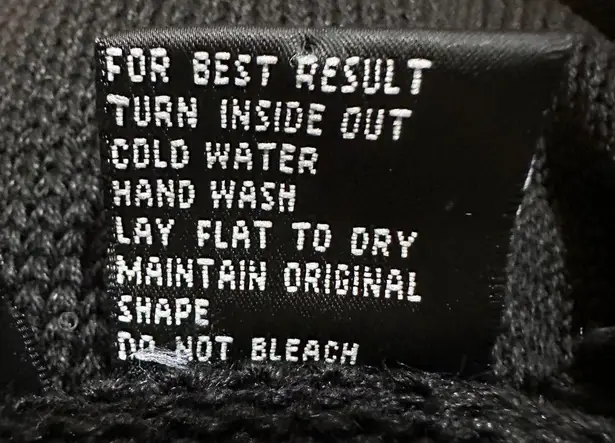 FOR BEST RESULT
TURN INSIDE OUT
COLD WATER
HAND WASH
LAY FLAT TO DRY
MAINTAIN ORIGINAL
SHAPE
DO NOT BLEACH